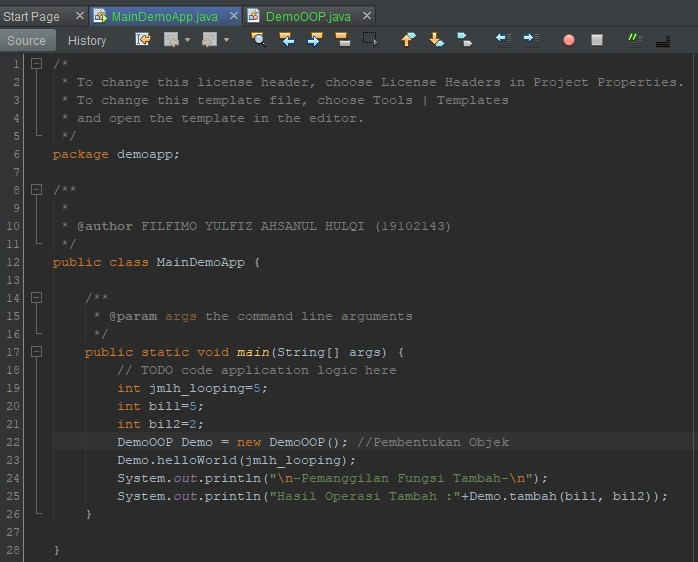 Start Page MainDemoApp.java DemoOOP.java
Source History
1 /*
2 * To change this license header, choose License Headers in Project Properties.
3 * To change this template file, choose Tools | Templates
4 * and open the template in the editor.
5 */
6 package demoapp;
7
8 /**
9 *
10 * @author FILFIMO YULFIZ AHSANUL HULQI (19102143)
11 */
12 public class MainDemoApp {
13
14 /**
15 * @param args the command line arguments
16 */
17 public static void main(String[] args) {
18 // TODO code application logic here
19 int jmlh_looping=5;
20 int bil1=5;
21 int bil2=2;
22 DemoOOP Demo = new DemoOOP(); //Pembentukan Objek
23 Demo.helloWorld(jmlh_looping);
24 System.out.println("\n-Pemanggilan Fungsi Tambah-\n");
25 System.out.println("Hasil Operasi Tambah :"+Demo.tambah(bil1, bil2));
26 }
27
28 }